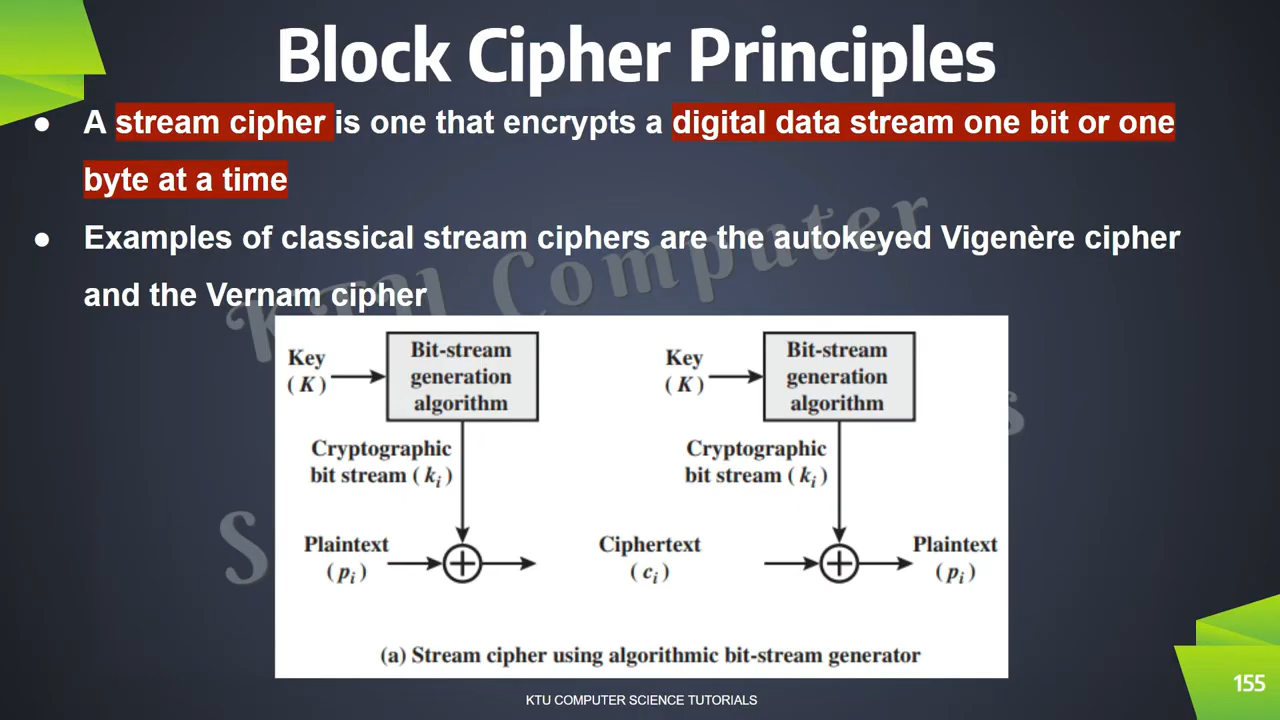 Block Cipher Principles
● A stream cipher is one that encrypts a digital data stream one bit or one
byte at a time
● Examples of classical stream ciphers are the autokeyed Vigenère cipher
and the Vernam cipher
KTU Computer
Key
( K )
Bit-stream
generation
algorithm
Cryptographic
bit stream ( ki )
Plaintext
( pi )
Ciphertext
( ci )
Key
( K )
Bit-stream
generation
algorithm
Cryptographic
bit stream ( ki )
Plaintext
( pi )
(a) Stream cipher using algorithmic bit-stream generator
KTU COMPUTER SCIENCE TUTORIALS
155